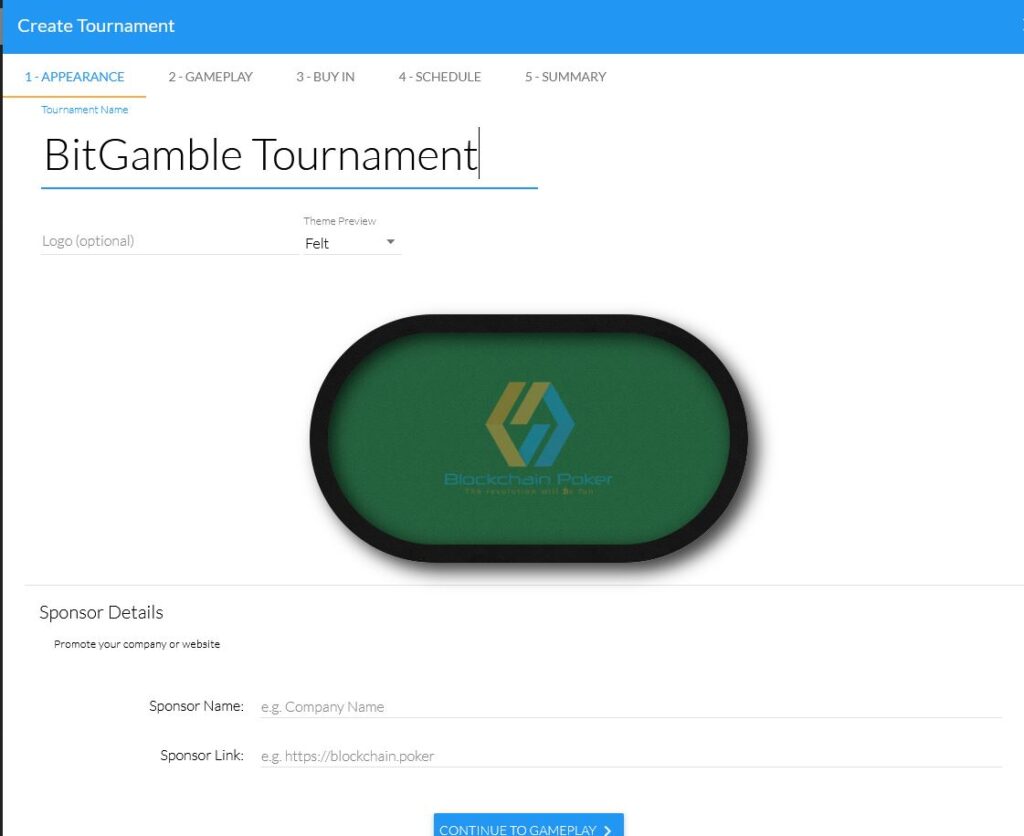 Create Tournament
1 - APPEARANCE 2 - GAMEPLAY 3 - BUY IN 4 - SCHEDULE 5 - SUMMARY
Tournament Name
BitGamble Tournament
Theme Preview
Logo (optional) Felt
Blockchain Poker
The revolution will be fun
Sponsor Details
Promote your company or website
Sponsor Name: e.g. Company Name
Sponsor Link: e.g. https://blockchain.poker
CONTINUE TO GAMEPLAY